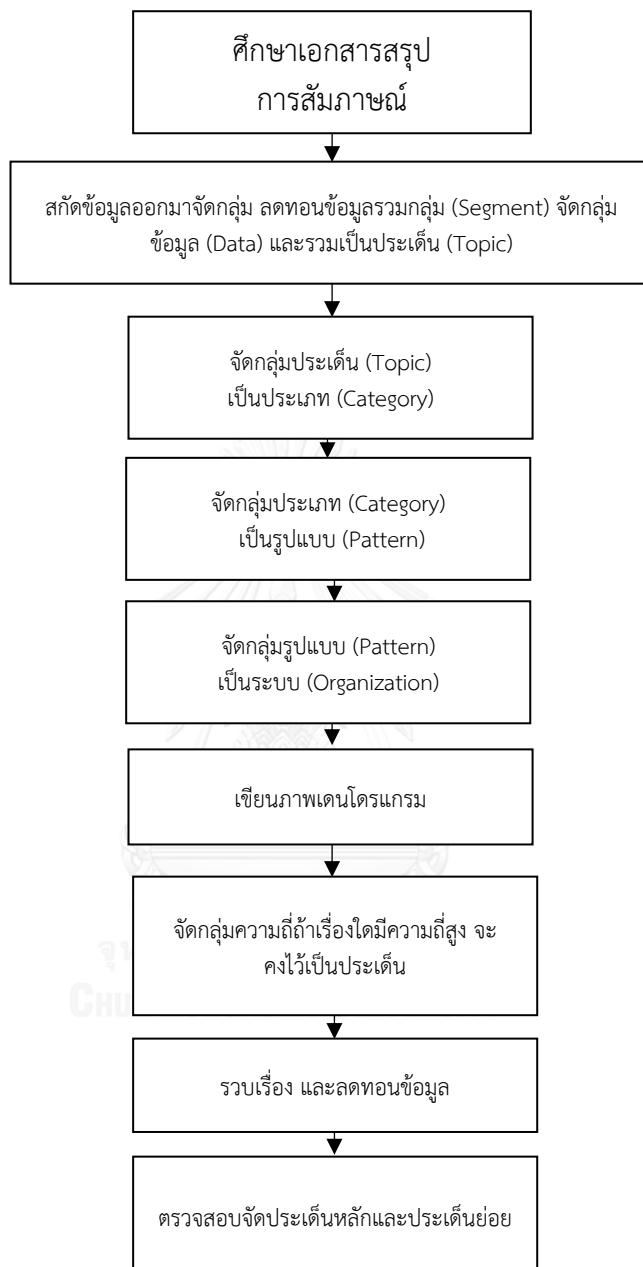 ศึกษาเอกสารสรุป
การสัมภาษณ์
สกัดข้อมูลออกมาจัดกลุ่ม ลดทอนข้อมูลรวมกลุ่ม (Segment) จัดกลุ่ม
ข้อมูล (Data) และรวมเป็นประเด็น (Topic)
จัดกลุ่มประเด็น (Topic)
เป็นประเภท (Category)
จัดกลุ่มประเภท (Category)
เป็นรูปแบบ (Pattern)
จัดกลุ่มรูปแบบ (Pattern)
เป็นระบบ (Organization)
เขียนภาพเดนโดรแกรม
จัดกลุ่มความถี่ถ้าเรื่องใดมีความถี่สูง จะ
คงไว้เป็นประเด็น
รวบเรื่อง และลดทอนข้อมูล
ตรวจสอบจัดประเด็นหลักและประเด็นย่อย